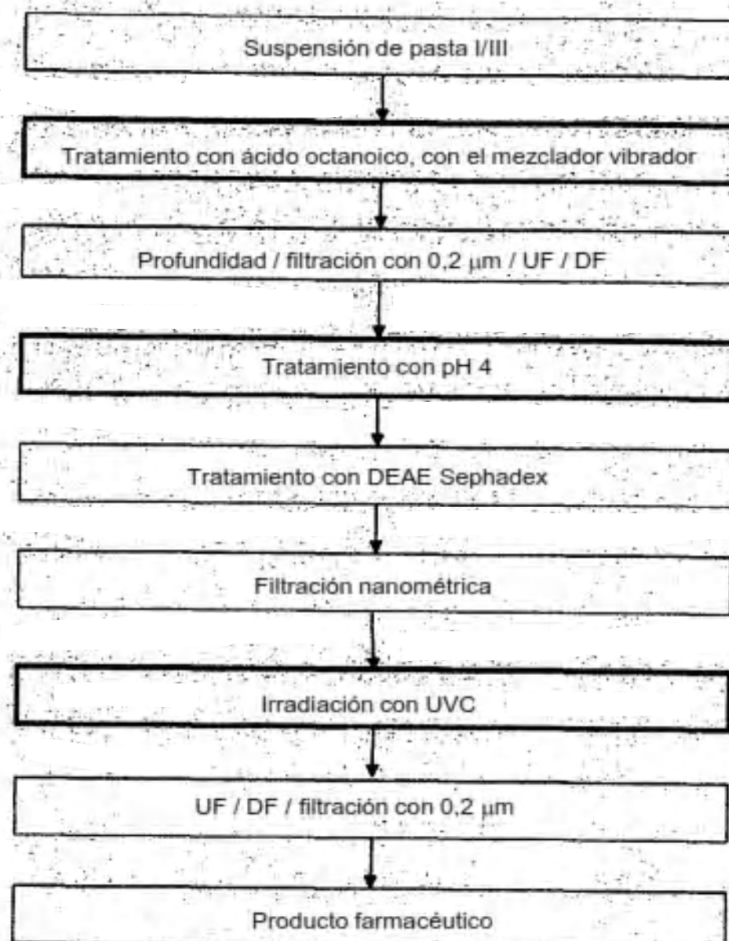 Suspensión de pasta I/III
Tratamiento con ácido octanoico, con el mezclador vibrador
Profundidad / filtración con 0,2 µm / UF / DF
Tratamiento con pH 4
Tratamiento con DEAE Sephadex
Filtración nanométrica
Irradiación con UVC
UF / DF / filtración con 0,2 µm
Producto farmacéutico